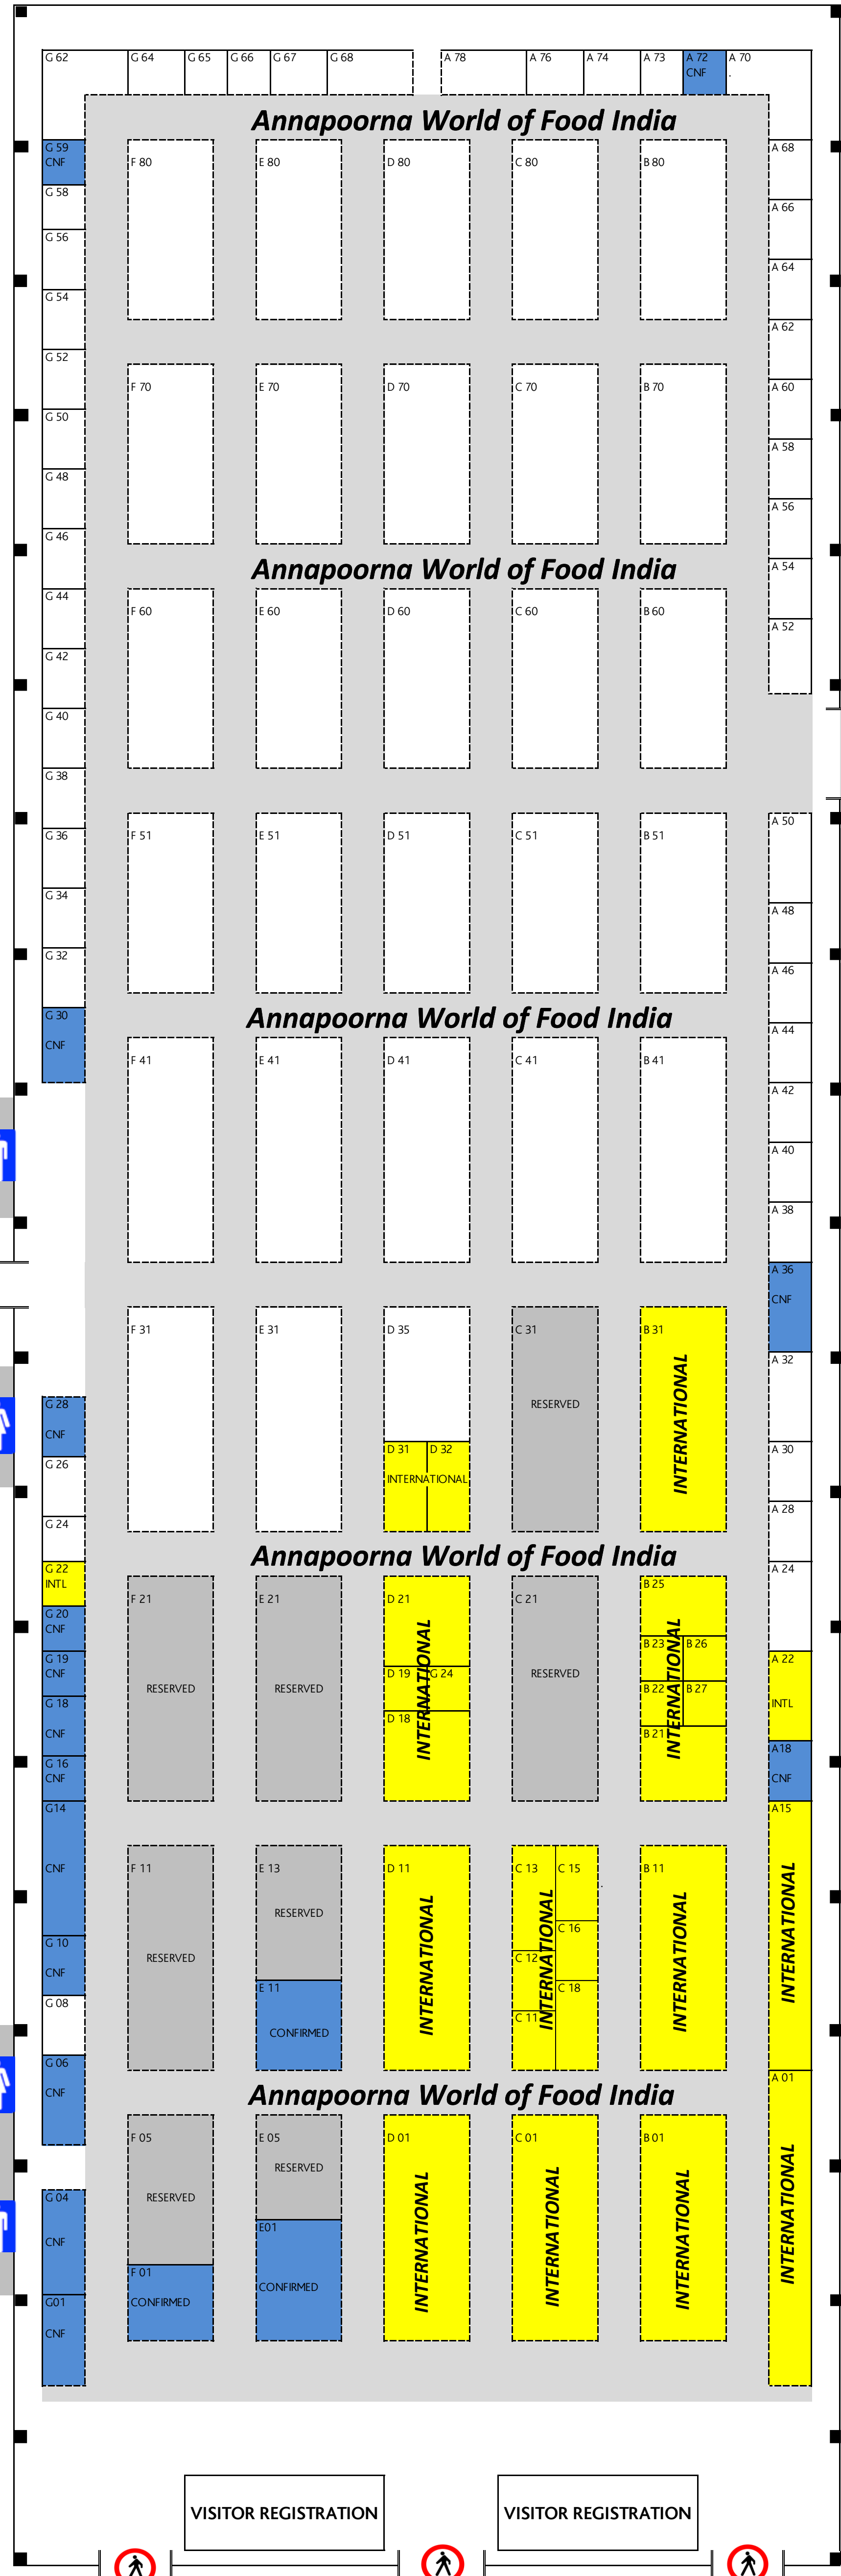 G 62
G 64
G 65
G 66
G 67
G 68
A 78
A 76
A 74
A 73
A 72
CNF
A 70
.
Annapoorna World of Food India
G 59
CNF
F 80
E 80
D 80
C 80
B 80
A 68
G 58
A 66
G 56
A 64
G 54
A 62
G 52
F 70
E 70
D 70
C 70
B 70
A 60
G 50
A 58
G 48
A 56
G 46
Annapoorna World of Food India
A 54
G 44
F 60
E 60
D 60
C 60
B 60
A 52
G 42
G 40
G 38
A 50
G 36
F 51
E 51
D 51
C 51
B 51
G 34
A 48
G 32
A 46
G 30
CNF
Annapoorna World of Food India
A 44
F 41
E 41
D 41
C 41
B 41
A 42
A 40
A 38
A 36
CNF
F 31
E 31
D 35
C 31
RESERVED
B 31
INTERNATIONAL
A 32
G 28
CNF
D 31
D 32
INTERNATIONAL
A 30
G 26
A 28
G 24
Annapoorna World of Food India
G 22
INTL
A 24
F 21
RESERVED
E 21
RESERVED
D 21
D 19
G 24
D 18
INTERNATIONAL
C 21
RESERVED
B 25
B 23
B 26
B 22
B 27
B 21
INTERNATIONAL
G 20
CNF
G 19
CNF
A 22
INTL
G 18
CNF
A18
CNF
G 16
CNF
G14
CNF
A15
INTERNATIONAL
F 11
RESERVED
E 13
RESERVED
E 11
CONFIRMED
D 11
INTERNATIONAL
C 13
C 15
.
C 16
C 12
C 18
C 11
INTERNATIONAL
B 11
INTERNATIONAL
G 10
CNF
G 08
G 06
CNF
Annapoorna World of Food India
A 01
INTERNATIONAL
F 05
RESERVED
F 01
CONFIRMED
E 05
RESERVED
E01
CONFIRMED
D 01
INTERNATIONAL
C 01
INTERNATIONAL
B 01
INTERNATIONAL
G 04
CNF
G01
CNF
VISITOR REGISTRATION
VISITOR REGISTRATION